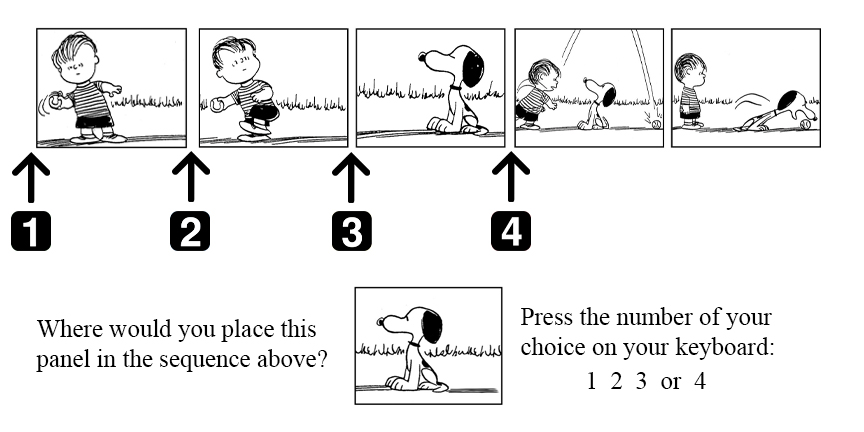 1
2
3
4
Where would you place this
panel in the sequence above?
Press the number of your
choice on your keyboard:
1 2 3 or 4